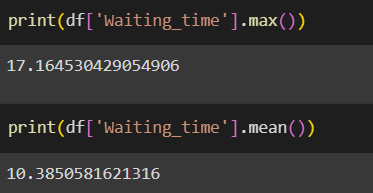 print(df['Waiting_time'].max())
17.164530429054906
print(df['Waiting_time'].mean())
10.3850581621316